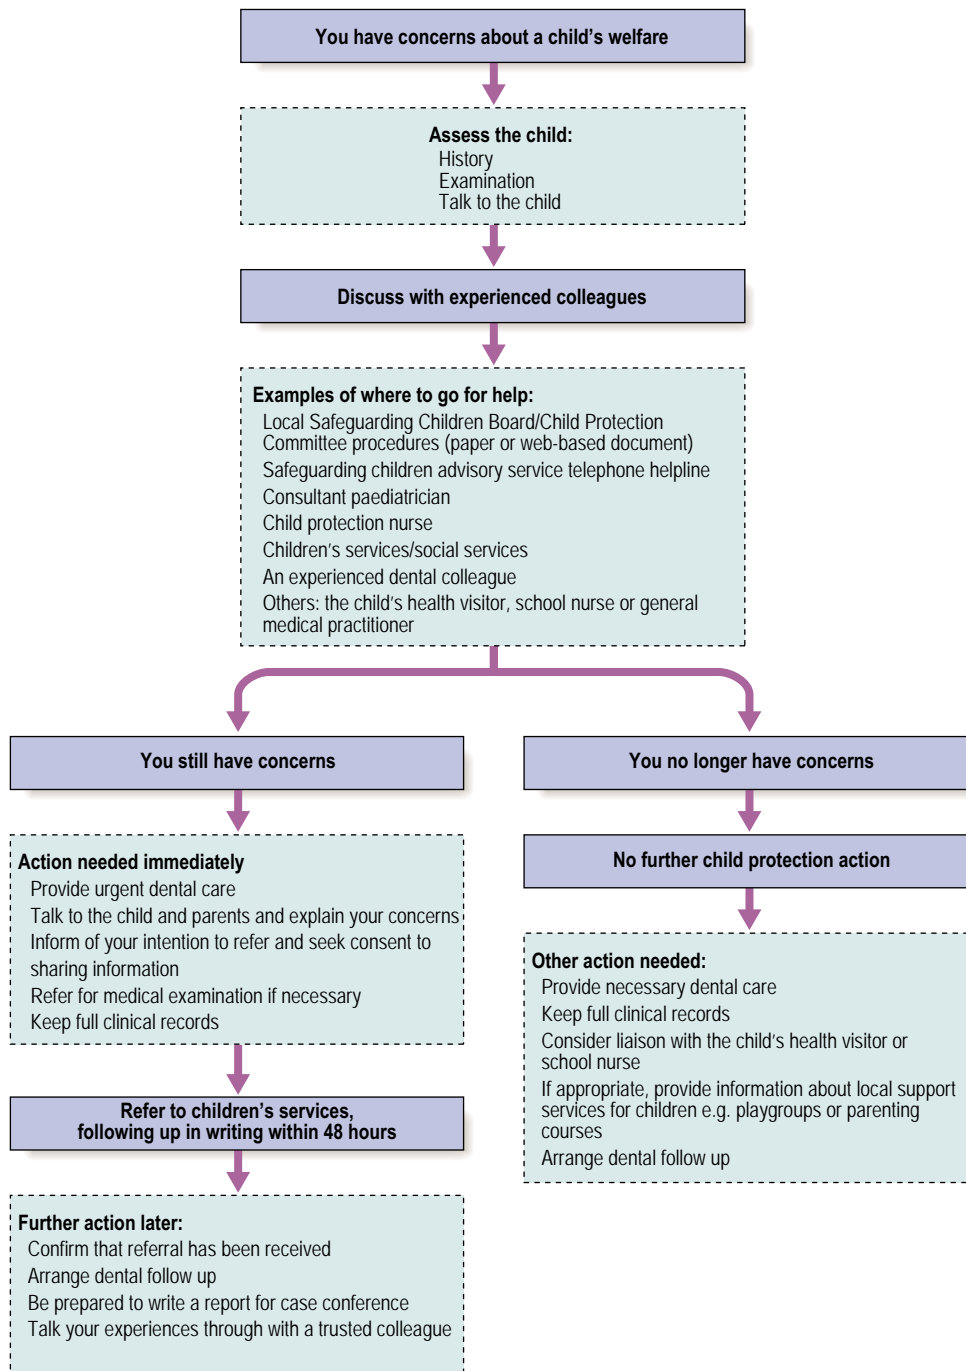 You have concerns about a child's welfare
Assess the child:
History
Examination
Talk to the child
Discuss with experienced colleagues
Examples of where to go for help:
Local Safeguarding Children Board/Child Protection
Committee procedures (paper or web-based document)
Safeguarding children advisory service telephone helpline
Consultant paediatrician
Child protection nurse
Children's services/social services
An experienced dental colleague
Others: the child's health visitor, school nurse or general
medical practitioner
You still have concerns
Action needed immediately
Provide urgent dental care
Talk to the child and parents and explain your concerns
Inform of your intention to refer and seek consent to
sharing information
Refer for medical examination if necessary
Keep full clinical records
Refer to children's services,
following up in writing within 48 hours
Further action later:
Confirm that referral has been received
Arrange dental follow up
Be prepared to write a report for case conference
Talk your experiences through with a trusted colleague
You no longer have concerns
No further child protection action
Other action needed:
Provide necessary dental care
Keep full clinical records
Consider liaison with the child's health visitor or
school nurse
If appropriate, provide information about local support
services for children e.g. playgroups or parenting
courses
Arrange dental follow up